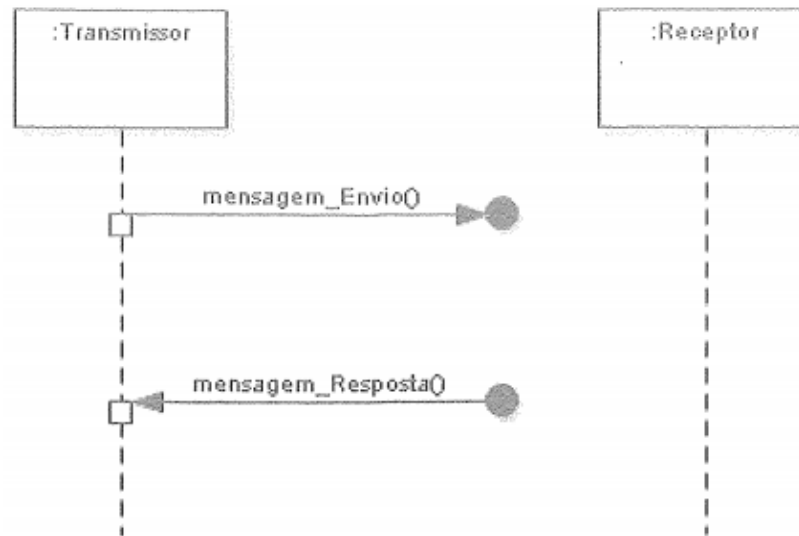 :Transmissor
:Receptor
mensagem_Envio()
mensagem_Resposta()